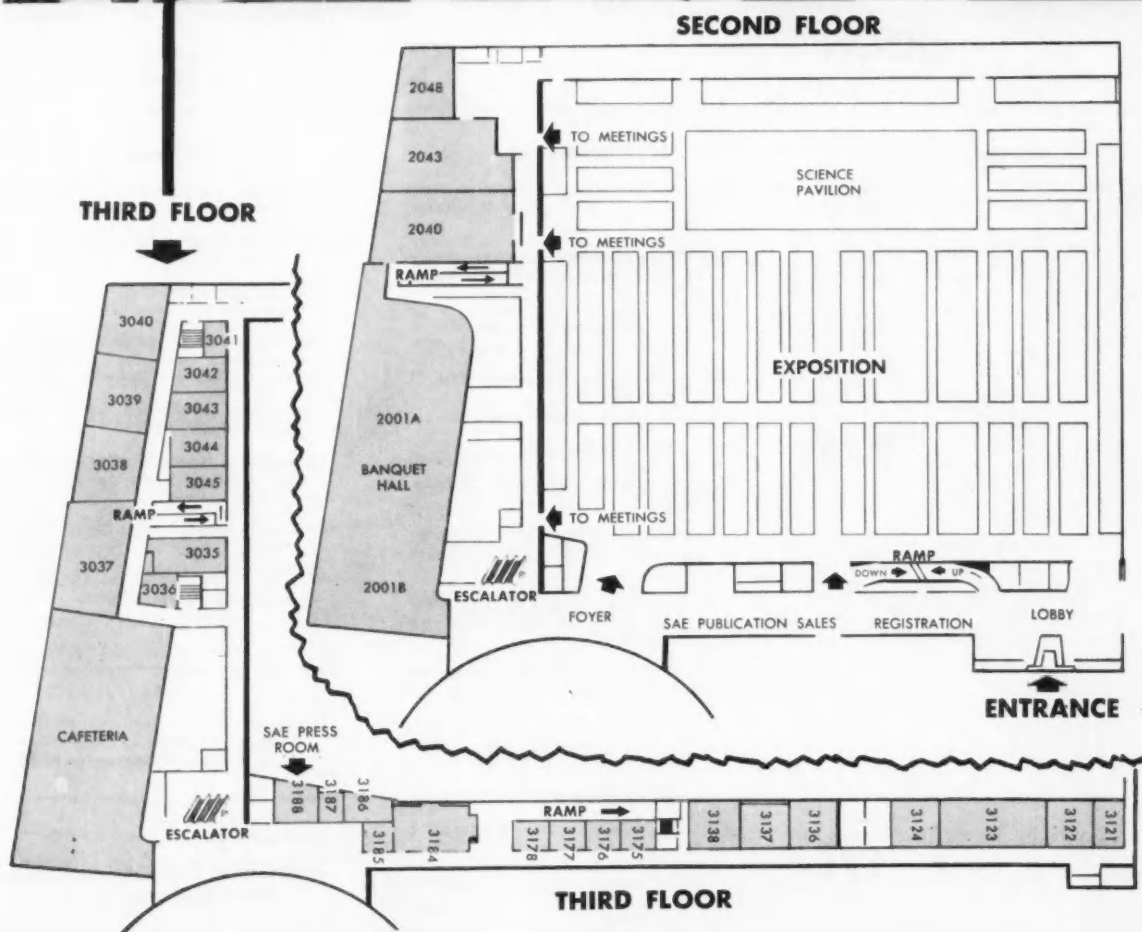 SECOND FLOOR
2048
TO MEETINGS
2043
SCIENCE
PAVILION
2040
TO MEETINGS
RAMP
EXPOSITION
2001A
BANQUET
HALL
TO MEETINGS
2001B
ESCALATOR
FOYER
RAMP
DOWN
UP
SAE PUBLICATION SALES
REGISTRATION
LOBBY
ENTRANCE
THIRD FLOOR
3040
3041
3042
3039
3043
3044
3038
3045
RAMP
3035
3037
3036
CAFETERIA
ESCALATOR
SAE PRESS
ROOM
3188
3187
3186
3185
3184
RAMP
3178
3177
3176
3175
3138
3137
3136
3124
3123
3122
3121
THIRD FLOOR